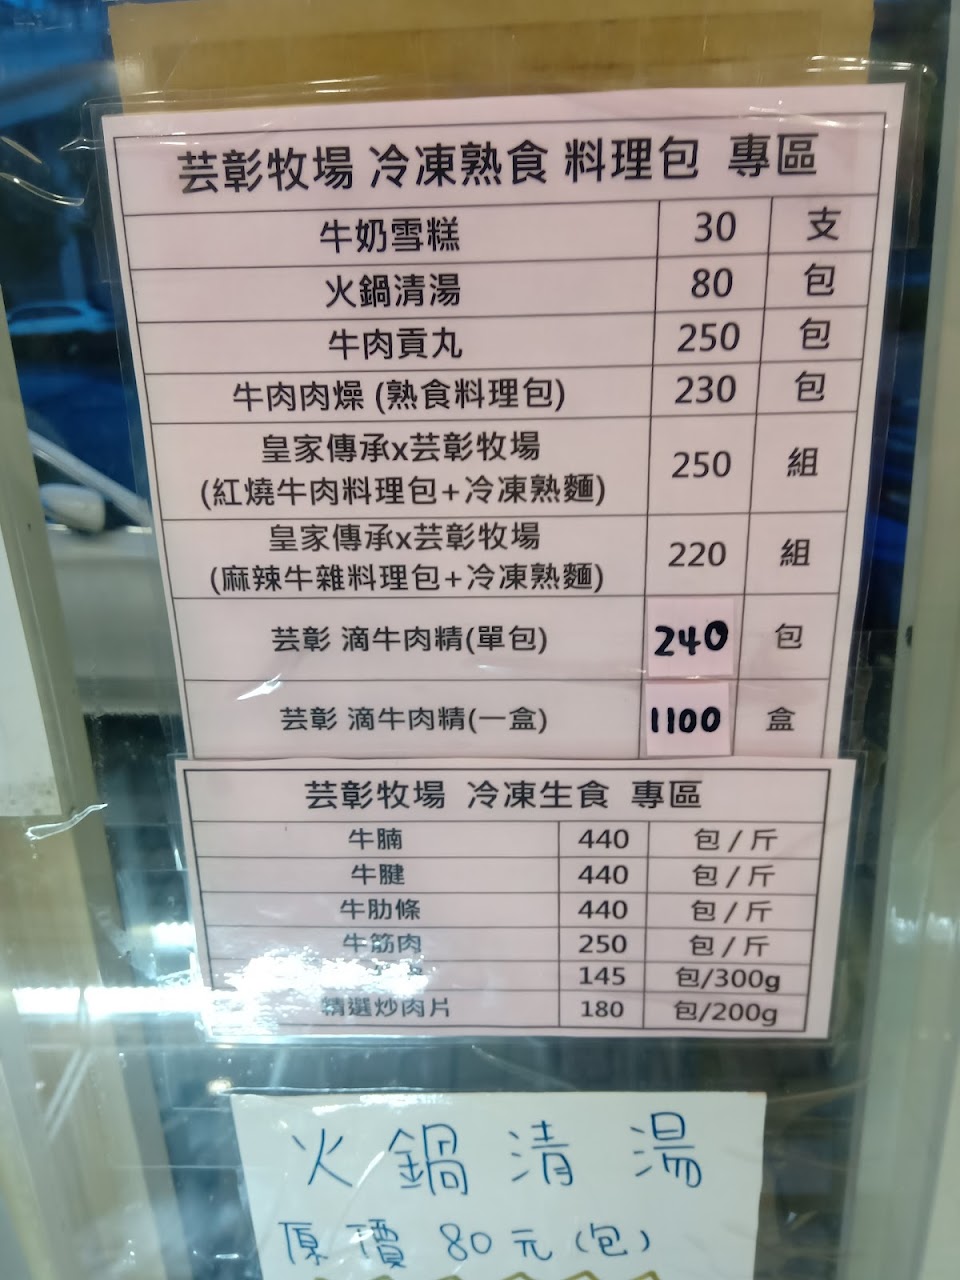 芸彰牧場 冷凍熟食 料理包 專區
牛奶雪糕 30 支
火鍋清湯 80 包
牛肉貢丸 250 包
牛肉肉燥 (熟食料理包) 230 包
皇家傳承x芸彰牧場
(紅燒牛肉料理包+冷凍熟麵) 250 組
皇家傳承x芸彰牧場
(麻辣牛雜料理包+冷凍熟麵) 220 組
芸彰 滴牛肉精(單包) 240 包
芸彰 滴牛肉精(一盒) 1100 盒
芸彰牧場 冷凍生食 專區
牛腩 440 包/斤
牛腱 440 包/斤
牛肋條 440 包/斤
牛筋肉 250 包/斤
145 包/300g
精選炒肉片 180 包/200g
火鍋清湯
原價 80元(包)